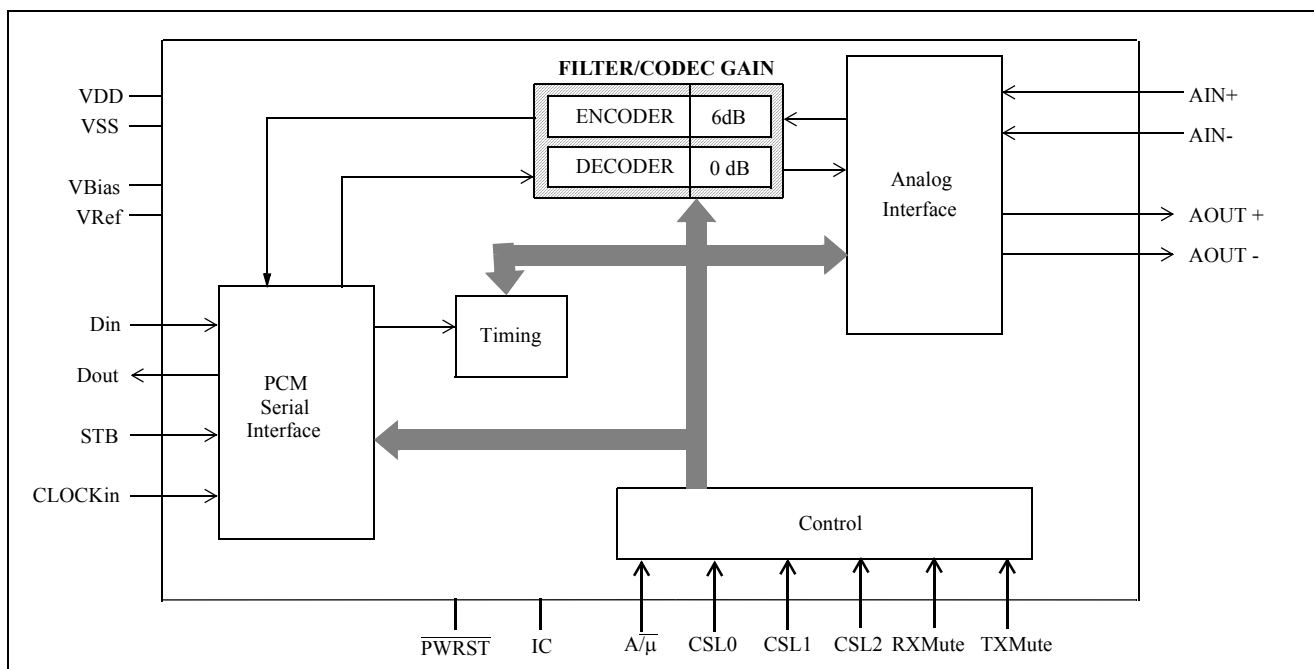 FILTER/CODEC GAIN
ENCODER 6dB
DECODER 0 dB
VDD
VSS
VBias
VRef
Analog
Interface
AIN+
AIN-
AOUT +
AOUT -
Din
Dout
STB
CLOCKin
PCM
Serial
Interface
Timing
Control
PWRST
IC
A/μ
CSL0
CSL1
CSL2
RXMute
TXMute